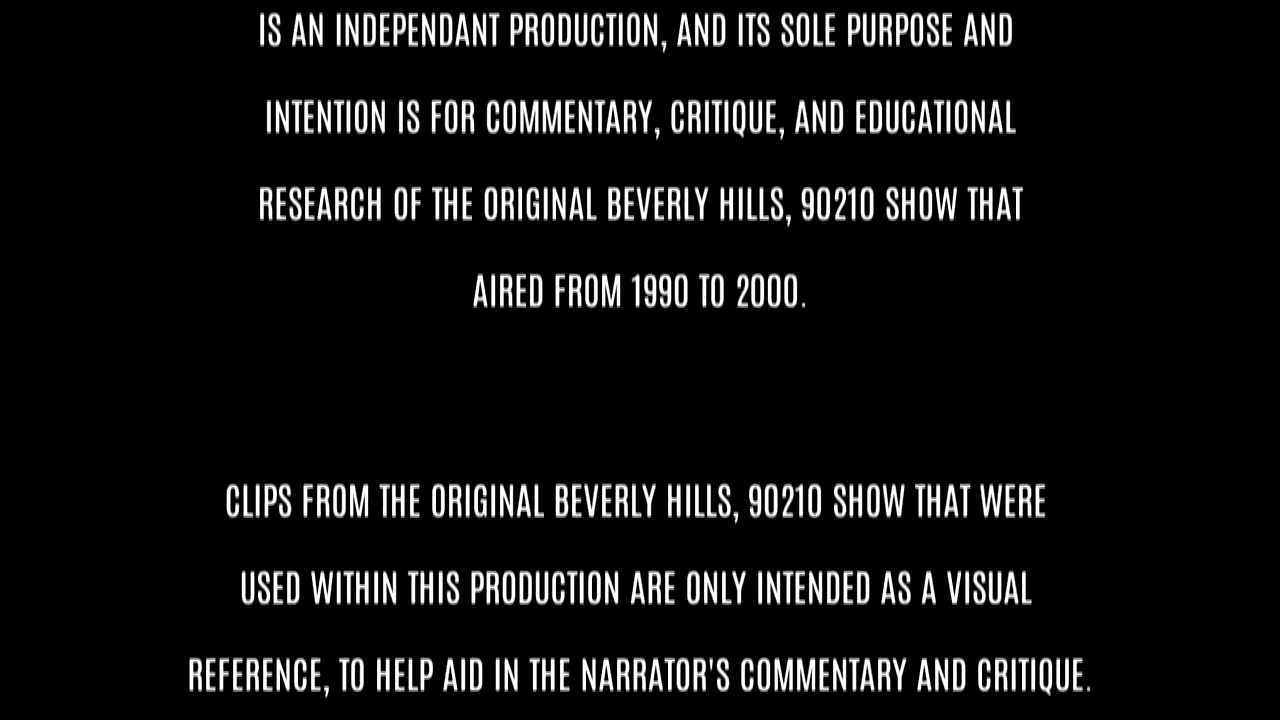 IS AN INDEPENDANT PRODUCTION, AND ITS SOLE PURPOSE AND
INTENTION IS FOR COMMENTARY, CRITIQUE, AND EDUCATIONAL
RESEARCH OF THE ORIGINAL BEVERLY HILLS, 90210 SHOW THAT
AIRED FROM 1990 TO 2000.
CLIPS FROM THE ORIGINAL BEVERLY HILLS, 90210 SHOW THAT WERE
USED WITHIN THIS PRODUCTION ARE ONLY INTENDED AS A VISUAL
REFERENCE, TO HELP AID IN THE NARRATOR'S COMMENTARY AND CRITIQUE.